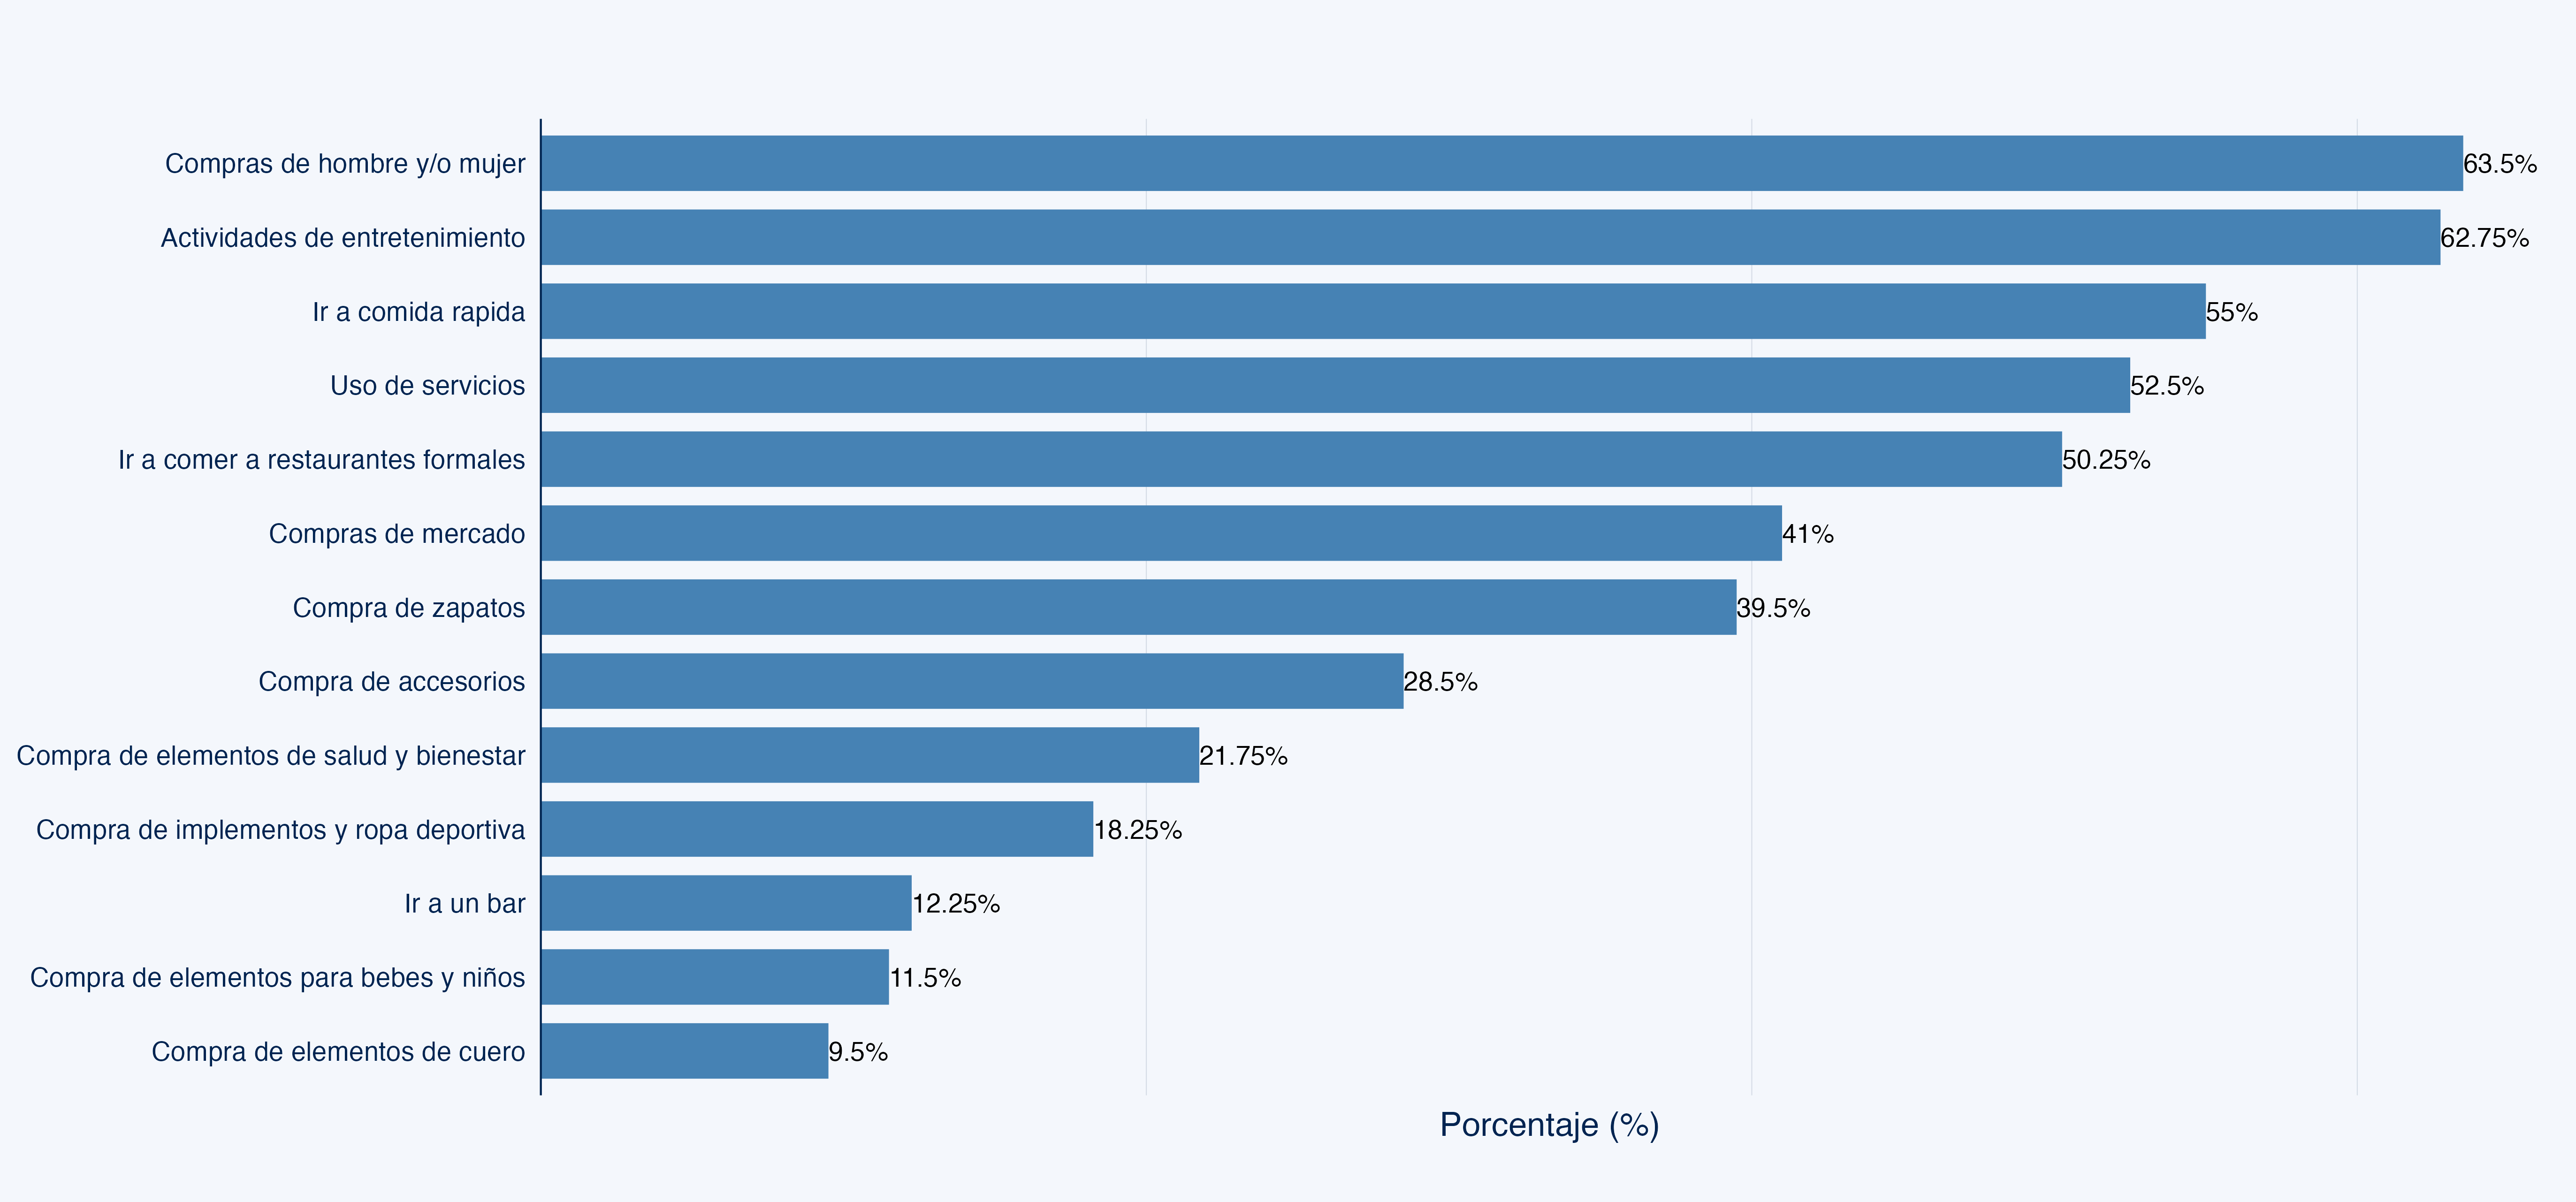 Compras de hombre y/o mujer 63.5%
Actividades de entretenimiento 62.75%
Ir a comida rapida 55%
Uso de servicios 52.5%
Ir a comer a restaurantes formales 50.25%
Compras de mercado 41%
Compra de zapatos 39.5%
Compra de accesorios 28.5%
Compra de elementos de salud y bienestar 21.75%
Compra de implementos y ropa deportiva 18.25%
Ir a un bar 12.25%
Compra de elementos para bebes y niños 11.5%
Compra de elementos de cuero 9.5%
Porcentaje (%)